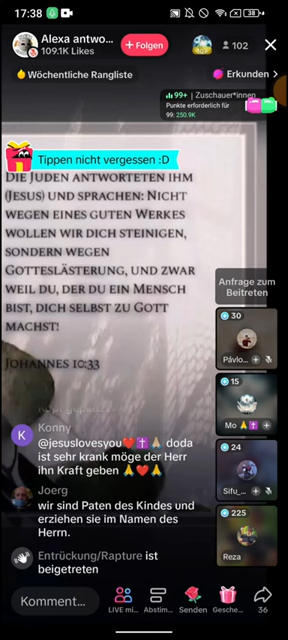 17:38
38
Alexa antwo...
109.1K Likes
+ Folgen
102
Wöchentliche Rangliste
Erkunden >
99+ | Zuschauer*innen
Punkte erforderlich für
99: 250.9K
Tippen nicht vergessen :D
DIE JUDEN ANTWORTETEN IHM
(JESUS) UND SPRACHEN: NICHT
WEGEN EINES GUTEN WERKES
WOLLEN WIR DICH STEINIGEN,
SONDERN WEGEN
GOTTESLÄSTERUNG, UND ZWAR
WEIL DU, DER DU EIN MENSCH
BIST, DICH SELBST ZU GOTT
MACHST!
JOHANNES 10:33
Anfrage zum
Beitreten
30
Pávlo...
15
Mo 🙏✝️
24
Sifu_...
225
Reza
K
Konny
@jesuslovesyou❤️✝️🙏🏼 doda
ist sehr krank möge der Herr
ihn Kraft geben 🙏❤️🙏
Joerg
wir sind Paten des Kindes und
erziehen sie im Namen des
Herrn.
Entrückung/Rapture ist
beigetreten
Komment...
LIVE mi...
Abstim...
Senden
Gesche...
36